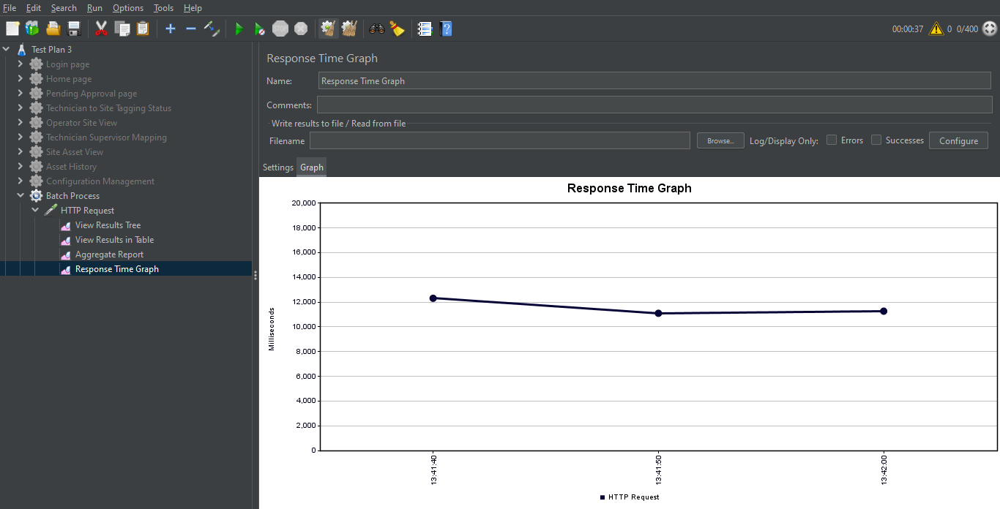 File Edit Search Run Options Tools Help
STOP
00:00:37 0 0/400
Test Plan 3
Login page
Home page
Pending Approval page
Technician to Site Tagging Status
Operator Site View
Technician Supervisor Mapping
Site Asset View
Asset History
Configuration Management
Batch Process
HTTP Request
View Results Tree
View Results in Table
Aggregate Report
Response Time Graph
Response Time Graph
Name: Response Time Graph
Comments:
Write results to file / Read from file
Filename Browse... Log/Display Only: Errors Successes Configure
Settings Graph
Response Time Graph
20,000
18,000
16,000
14,000
12,000
10,000
8,000
6,000
4,000
2,000
0
Milliseconds
13:41:40 13:41:50 13:42:00
HTTP Request